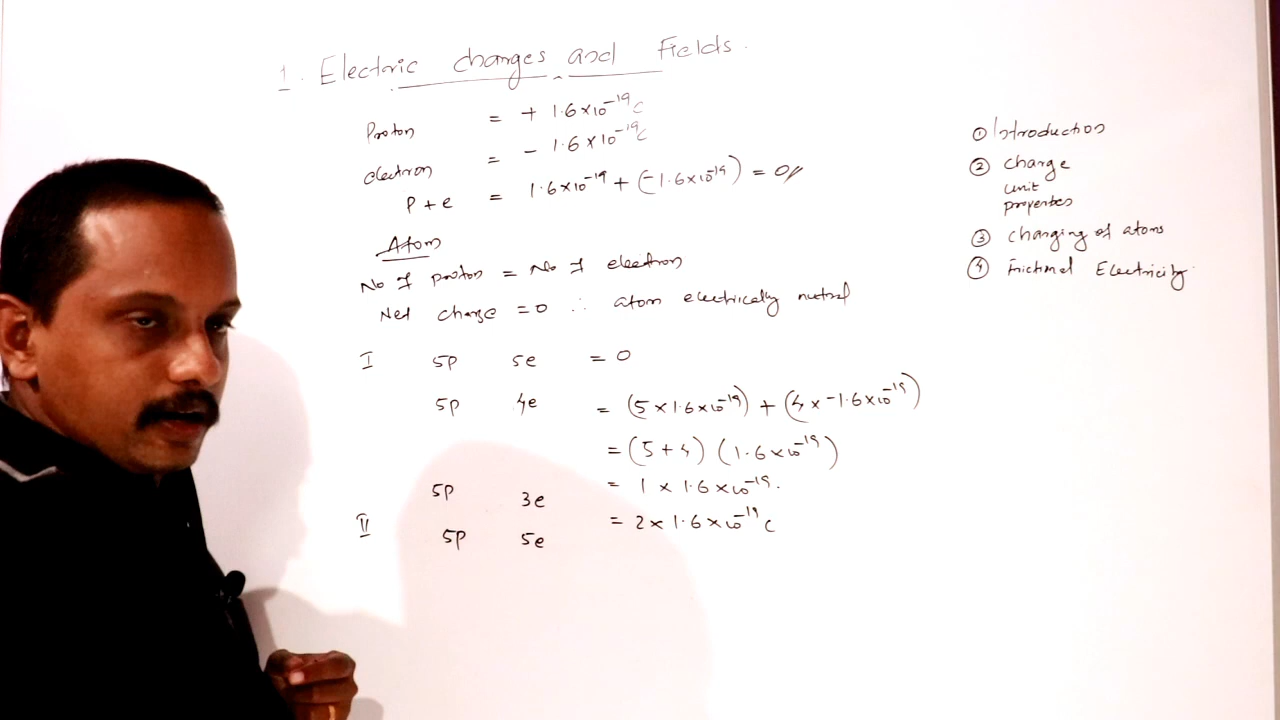 1. Electric charges and Fields.
Proton = + 1.6×10⁻¹⁹C
electron = - 1.6×10⁻¹⁹C
P + e = 1.6×10⁻¹⁹ + (-1.6×10⁻¹⁹) = 0//
Atom
No of proton = No of electron
Net charge = 0 ∴ atom electrically nutral
I 5p 5e = 0
5p 4e = (5 × 1.6×10⁻¹⁹) + (4 × -1.6×10⁻¹⁹)
= (5 + 4) (1.6×10⁻¹⁹)
= 1 × 1.6×10⁻¹⁹.
5p 3e = 2 × 1.6×10⁻¹⁹ C
II 5p 5e
① Introduction
② charge
unit
properties
③ Charging of atoms
④ Frictional Electricity